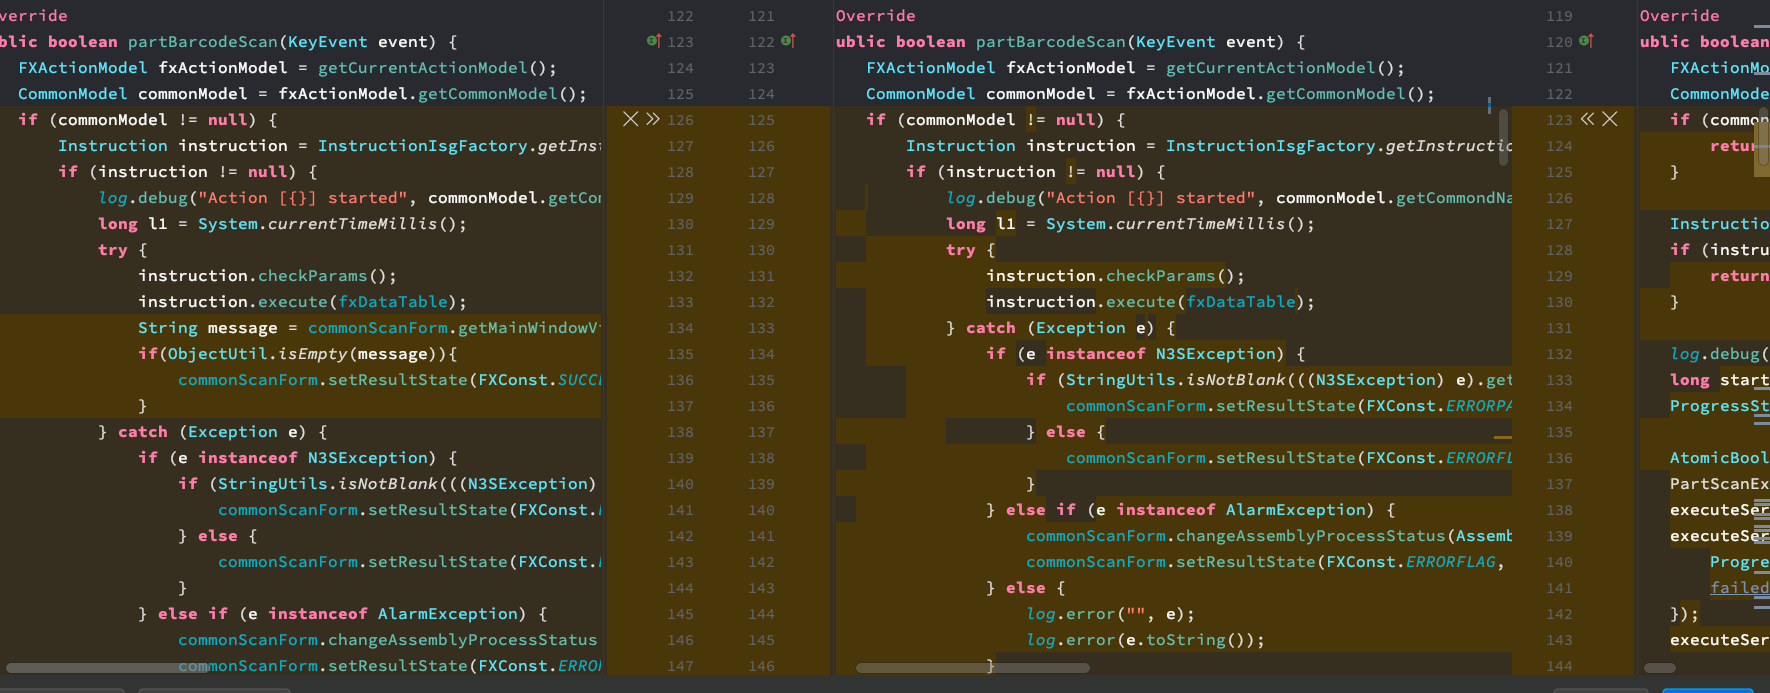 verride
blic boolean partBarcodeScan(KeyEvent event) {
FXActionModel fxActionModel = getCurrentActionModel();
CommonModel commonModel = fxActionModel.getCommonModel();
if (commonModel != null) {
Instruction instruction = InstructionIsgFactory.getInst
if (instruction != null) {
log.debug("Action [{}] started", commonModel.getCom
long l1 = System.currentTimeMillis();
try {
instruction.checkParams();
instruction.execute(fxDataTable);
String message = commonScanForm.getMainWindowVi
if(ObjectUtil.isEmpty(message)){
commonScanForm.setResultState(FXConst.SUCCE
}
} catch (Exception e) {
if (e instanceof N3SException) {
if (StringUtils.isNotBlank(((N3SException)
commonScanForm.setResultState(FXConst.
} else {
commonScanForm.setResultState(FXConst.
}
} else if (e instanceof AlarmException) {
commonScanForm.changeAssemblyProcessStatus
commonScanForm.setResultState(FXConst.ERROR
122 121
123 122
124 123
125 124
126 125
127 126
128 127
129 128
130 129
131 130
132 131
133 132
134 133
135 134
136 135
137 136
138 137
139 138
140 139
141 140
142 141
143 142
144 143
145 144
146 145
147 146
Override
ublic boolean partBarcodeScan(KeyEvent event) {
FXActionModel fxActionModel = getCurrentActionModel();
CommonModel commonModel = fxActionModel.getCommonModel();
if (commonModel != null) {
Instruction instruction = InstructionIsgFactory.getInstructio
if (instruction != null) {
log.debug("Action [{}] started", commonModel.getCommondNa
long l1 = System.currentTimeMillis();
try {
instruction.checkParams();
instruction.execute(fxDataTable);
} catch (Exception e) {
if (e instanceof N3SException) {
if (StringUtils.isNotBlank(((N3SException) e).get
commonScanForm.setResultState(FXConst.ERRORPA
} else {
commonScanForm.setResultState(FXConst.ERRORFL
}
} else if (e instanceof AlarmException) {
commonScanForm.changeAssemblyProcessStatus(Assemb
commonScanForm.setResultState(FXConst.ERRORFLAG,
} else {
log.error("", e);
log.error(e.toString());
}
119
120
121
122
123
124
125
126
127
128
129
130
131
132
133
134
135
136
137
138
139
140
141
142
143
144
Override
ublic boolean
FXActionMo
CommonMode
if (common
retur
}
Instructio
if (instru
return
}
log.debug(
long start
ProgressSt
AtomicBool
PartScanEx
executeSer
executeSer
Progre
failed
});
executeSer